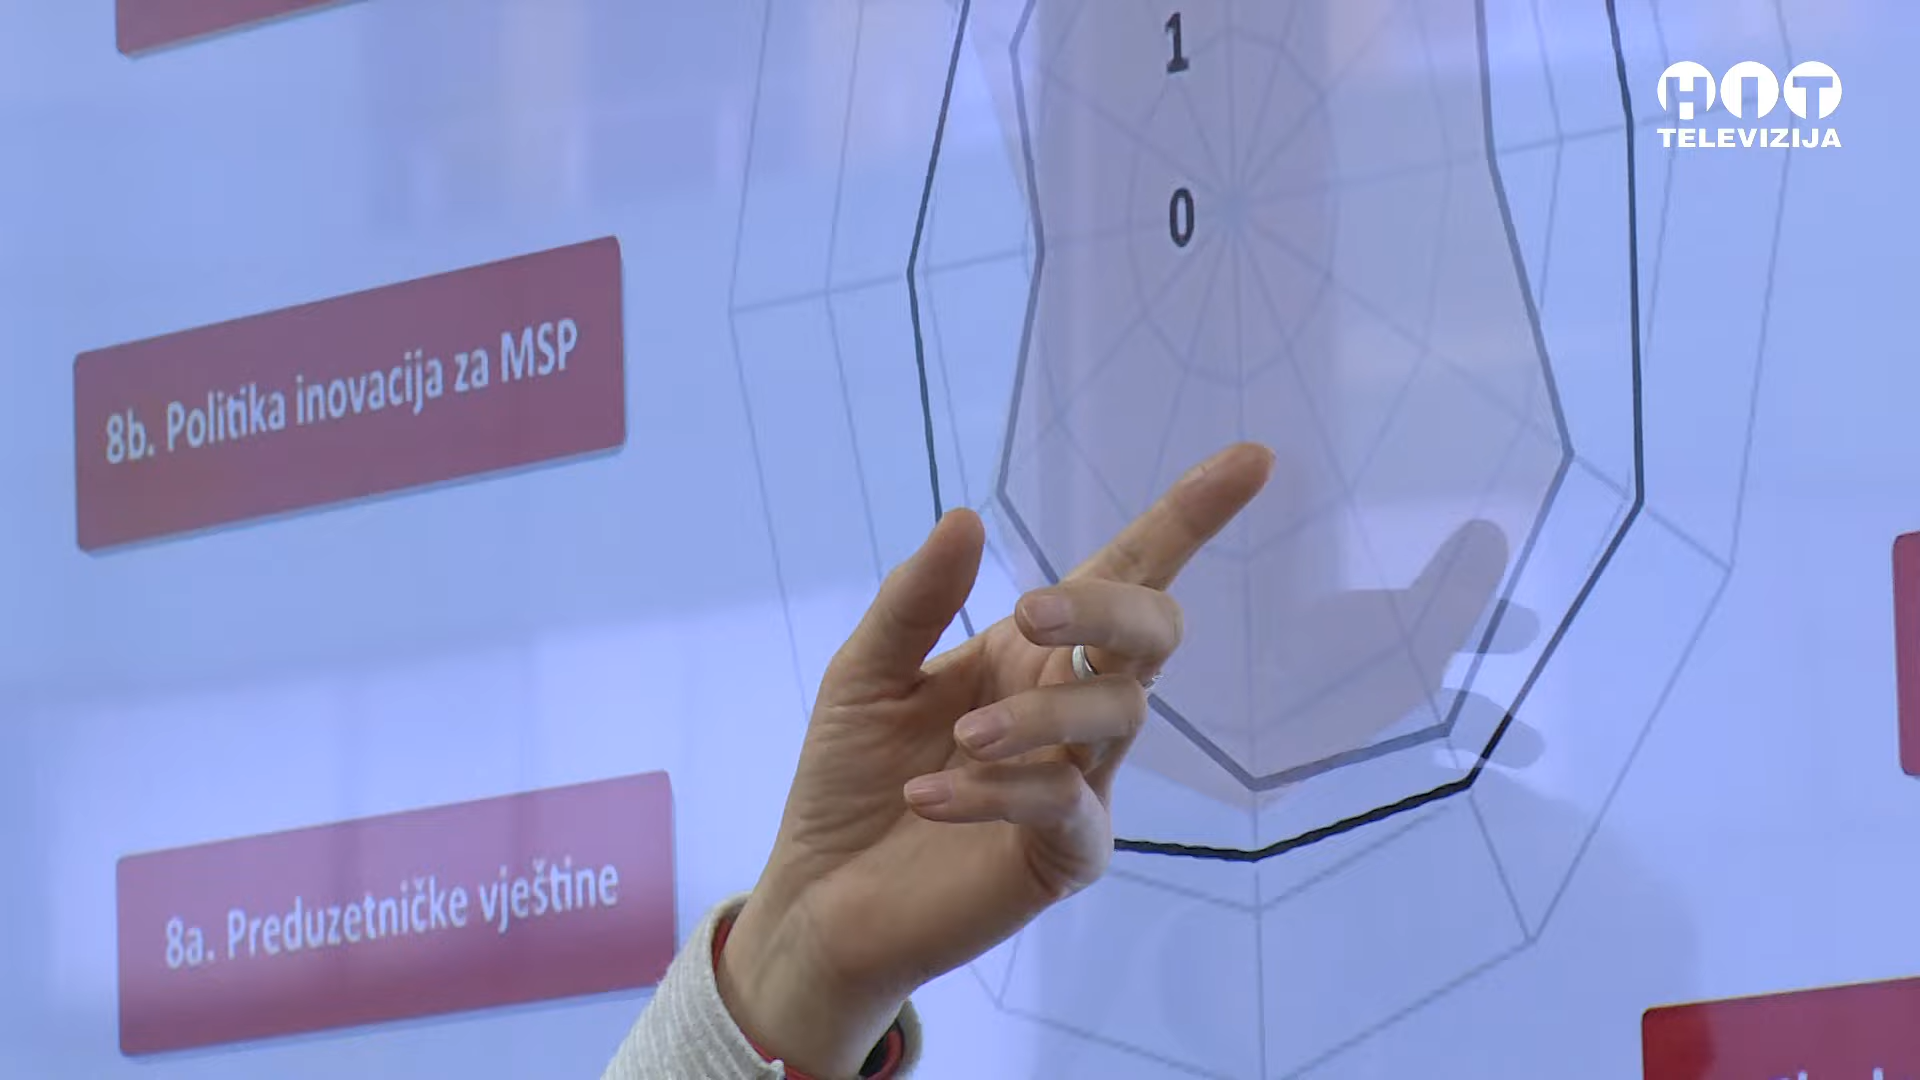 1
HIT
TELEVIZIJA
0
8b. Politika inovacija za MSP
8a. Preduzetničke vještine